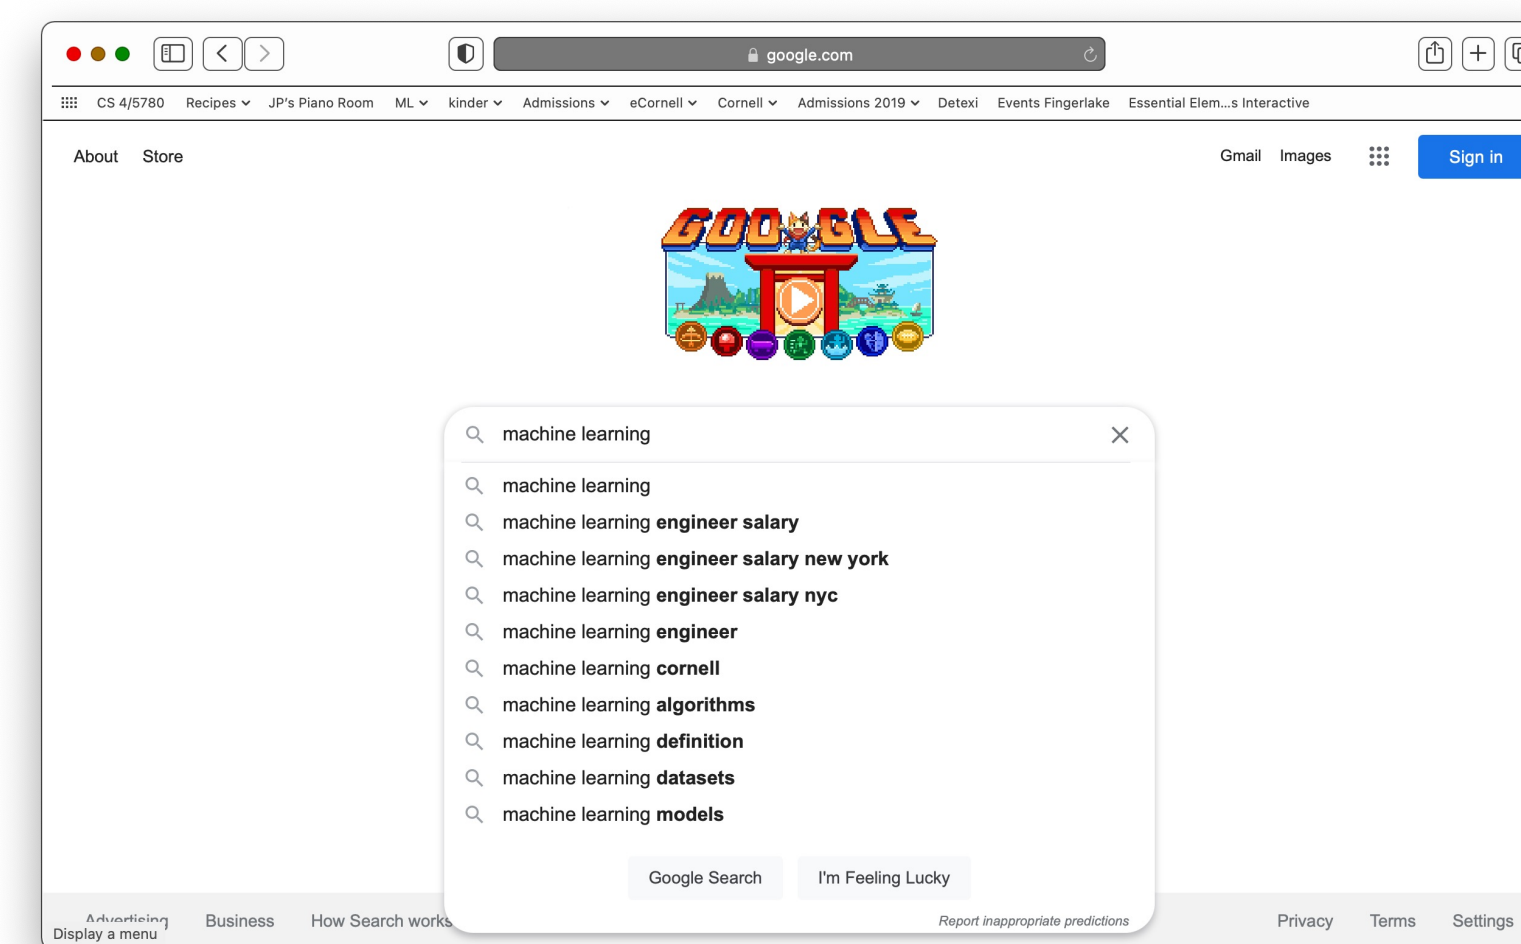 google.com
CS 4/5780 Recipes JP's Piano Room ML kinder Admissions eCornell Cornell Admissions 2019 Detexi Events Fingerlake Essential Elem...s Interactive
About Store Gmail Images Sign in
GOOGLE
machine learning
machine learning
machine learning engineer salary
machine learning engineer salary new york
machine learning engineer salary nyc
machine learning engineer
machine learning cornell
machine learning algorithms
machine learning definition
machine learning datasets
machine learning models
Google Search I'm Feeling Lucky
Report inappropriate predictions
Advertising Business How Search works Privacy Terms Settings
Display a menu